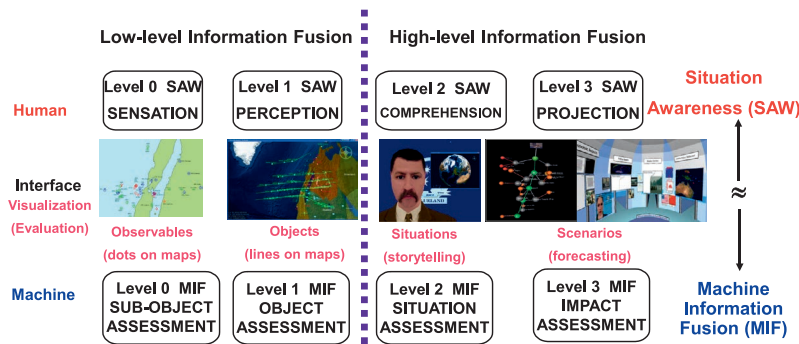 Low-level Information Fusion
High-level Information Fusion
Human
Level 0 SAW
SENSATION
Level 1 SAW
PERCEPTION
Level 2 SAW
COMPREHENSION
Level 3 SAW
PROJECTION
Situation
Awareness (SAW)
Interface
Visualization
(Evaluation)
Observables
(dots on maps)
Objects
(lines on maps)
Situations
(storytelling)
Scenarios
(forecasting)
≈
Machine
Level 0 MIF
SUB-OBJECT
ASSESSMENT
Level 1 MIF
OBJECT
ASSESSMENT
Level 2 MIF
SITUATION
ASSESSMENT
Level 3 MIF
IMPACT
ASSESSMENT
Machine
Information
Fusion (MIF)